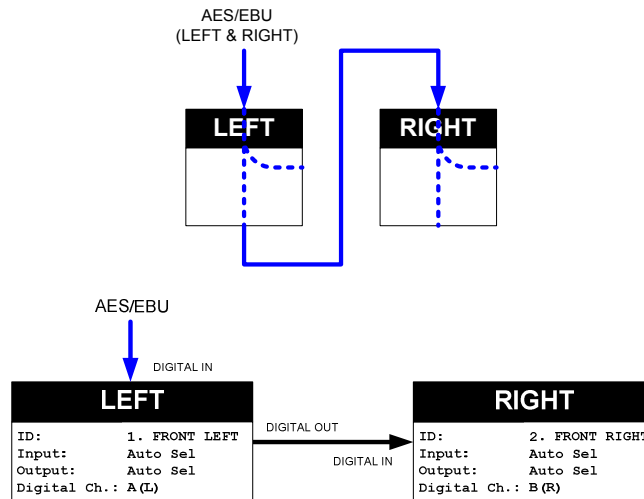 AES/EBU
(LEFT & RIGHT)
LEFT
RIGHT
AES/EBU
DIGITAL IN
LEFT
ID: 1. FRONT LEFT
Input: Auto Sel
Output: Auto Sel
Digital Ch.: A(L)
DIGITAL OUT
DIGITAL IN
RIGHT
ID: 2. FRONT RIGHT
Input: Auto Sel
Output: Auto Sel
Digital Ch.: B(R)